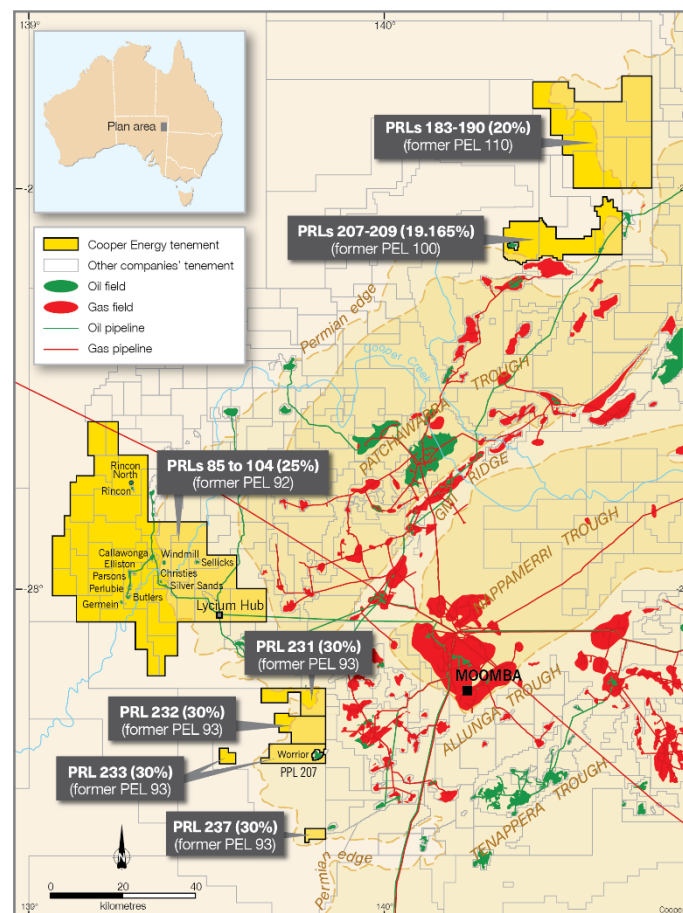 139°
140°
Plan area
PRLs 183-190 (20%)
(former PEL 110)
PRLs 207-209 (19.165%)
(former PEL 100)
Cooper Energy tenement
Other companies' tenement
Oil field
Gas field
Oil pipeline
Gas pipeline
Permian edge
Cooper Creek
PATCHAWARRA TROUGH
GMI RIDGE
NAPPAMERRI TROUGH
PRLs 85 to 104 (25%)
(former PEL 92)
Rincon
North
Rincon
Callawonga
Windmill
Elliston
Sellicks
Parsons
Christies
Perlubie
Silver Sands
Germein
Butlers
Lycium Hub
-28°
PRL 231 (30%)
(former PEL 93)
MOOMBA
ALLUNGA TROUGH
PRL 232 (30%)
(former PEL 93)
Worrior
PPL 207
PRL 233 (30%)
(former PEL 93)
TENAPPERA TROUGH
PRL 237 (30%)
(former PEL 93)
Permian edge
N
0 20 40
kilometres
139°
140°
Cooper